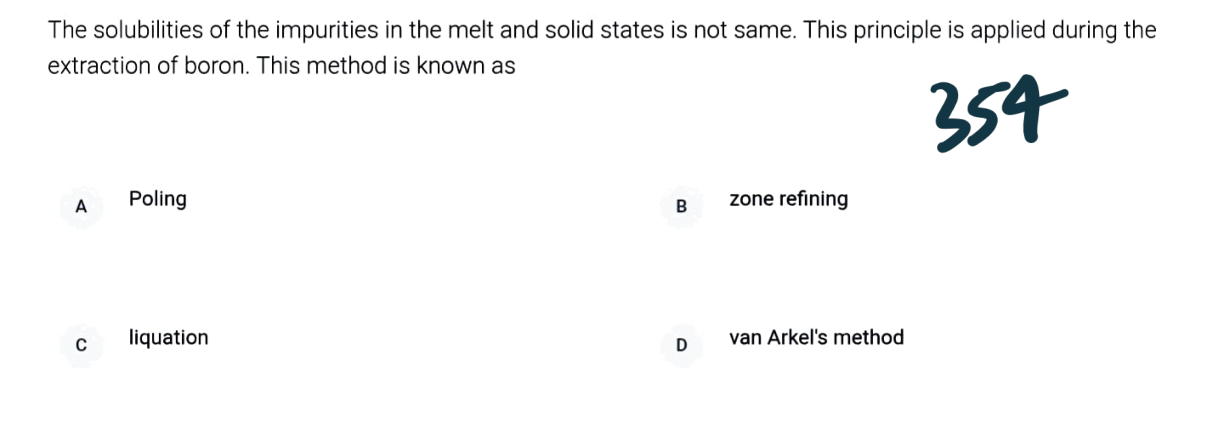 The solubilities of the impurities in the melt and solid states is not same. This principle is applied during the
extraction of boron. This method is known as
354
A Poling
B zone refining
C liquation
D van Arkel's method